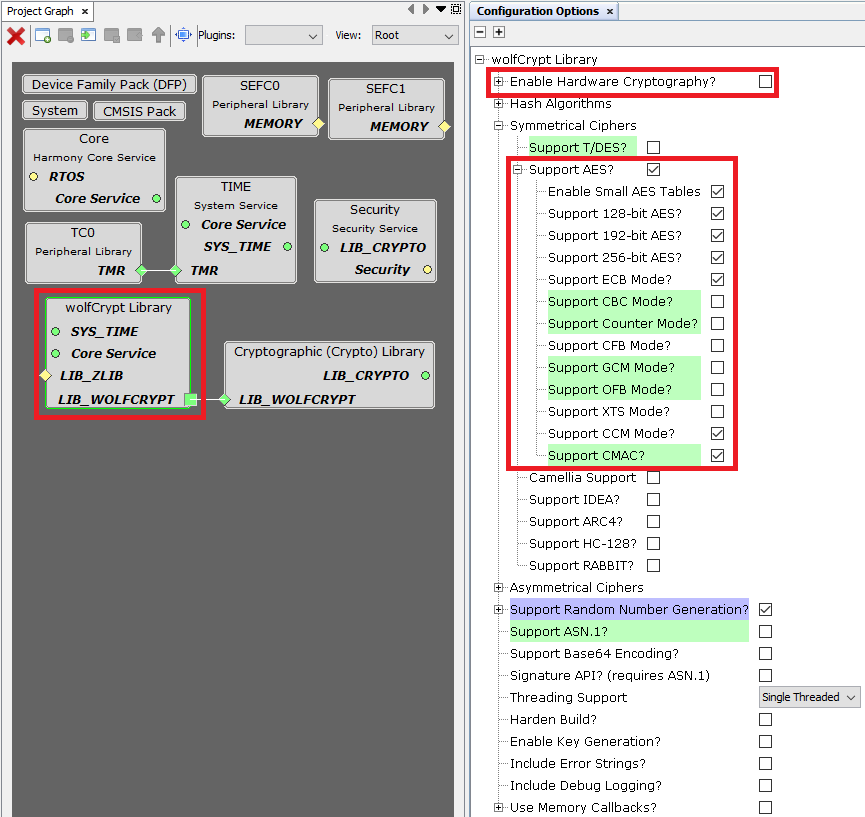 Project Graph ×
Plugins:
View: Root
Device Family Pack (DFP)
System
CMSIS Pack
SEFC0
Peripheral Library
MEMORY
SEFC1
Peripheral Library
MEMORY
Core
Harmony Core Service
RTOS
Core Service
TIME
System Service
Core Service
SYS_TIME
TMR
TC0
Peripheral Library
TMR
Security
Security Service
LIB_CRYPTO
Security
wolfCrypt Library
SYS_TIME
Core Service
LIB_ZLIB
LIB_WOLFCRYPT
Cryptographic (Crypto) Library
LIB_CRYPTO
LIB_WOLFCRYPT
Configuration Options ×
wolfCrypt Library
Enable Hardware Cryptography?
Hash Algorithms
Symmetrical Ciphers
Support T/DES?
Support AES?
Enable Small AES Tables
Support 128-bit AES?
Support 192-bit AES?
Support 256-bit AES?
Support ECB Mode?
Support CBC Mode?
Support Counter Mode?
Support CFB Mode?
Support GCM Mode?
Support OFB Mode?
Support XTS Mode?
Support CCM Mode?
Support CMAC?
Camellia Support
Support IDEA?
Support ARC4?
Support HC-128?
Support RABBIT?
Asymmetrical Ciphers
Support Random Number Generation?
Support ASN.1?
Support Base64 Encoding?
Signature API? (requires ASN.1)
Threading Support Single Threaded
Harden Build?
Enable Key Generation?
Include Error Strings?
Include Debug Logging?
Use Memory Callbacks?